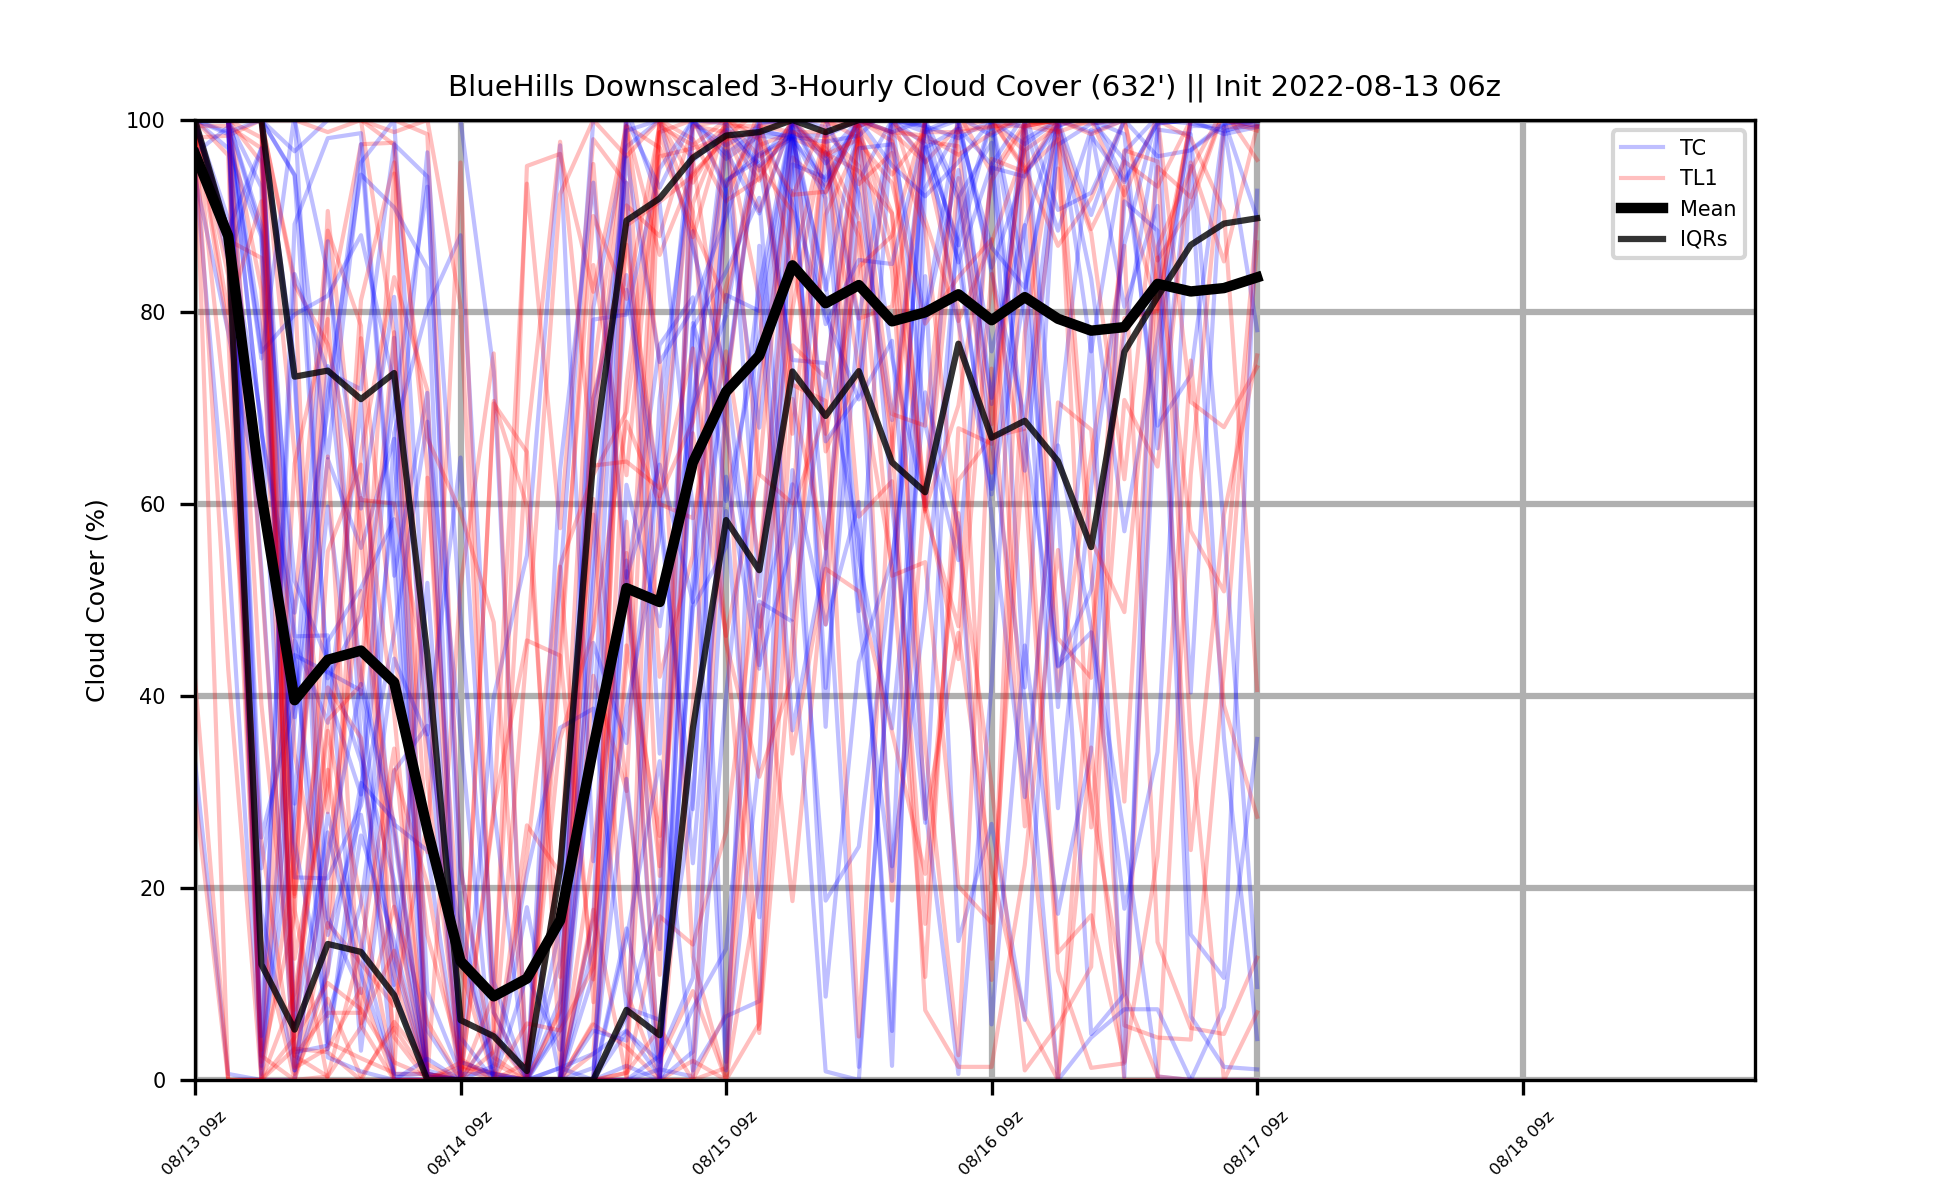 BlueHills Downscaled 3-Hourly Cloud Cover (632') || Init 2022-08-13 06z
TC
TL1
Mean
IQRs
Cloud Cover (%)
100
80
60
40
20
0
08/13 09z
08/14 09z
08/15 09z
08/16 09z
08/17 09z
08/18 09z